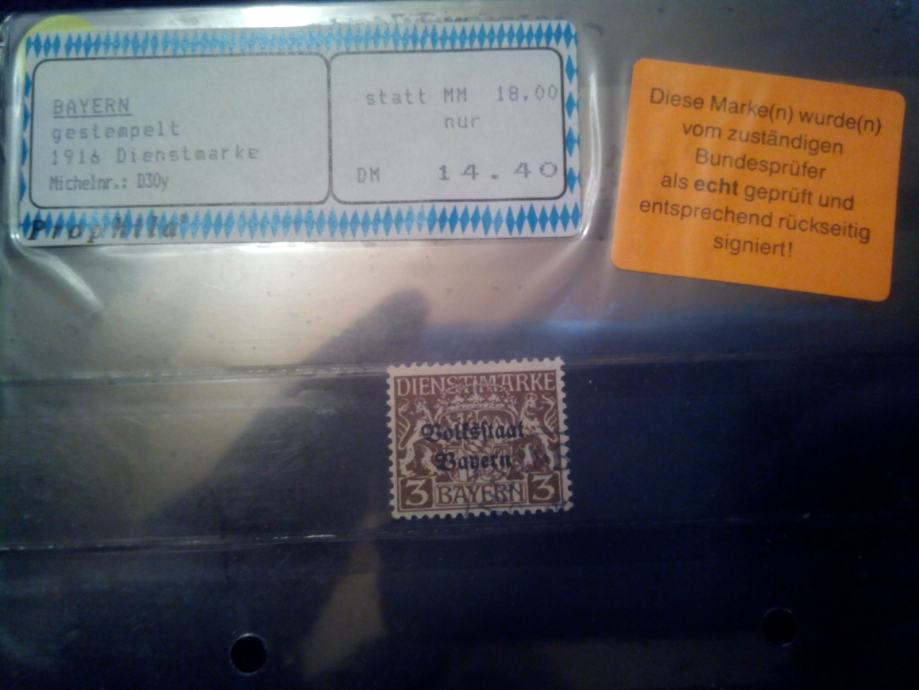 BAYERN
gestempelt
1916 Dienstmarke
Michelnr.: D30y
statt MM 18.00
nur
DM 14.40
Prophila
Diese Marke(n) wurde(n)
vom zuständigen
Bundesprüfer
als echt geprüft und
entsprechend rückseitig
signiert!
DIENSTMARKE
Volksstaat
Bayern
3 BAYERN 3